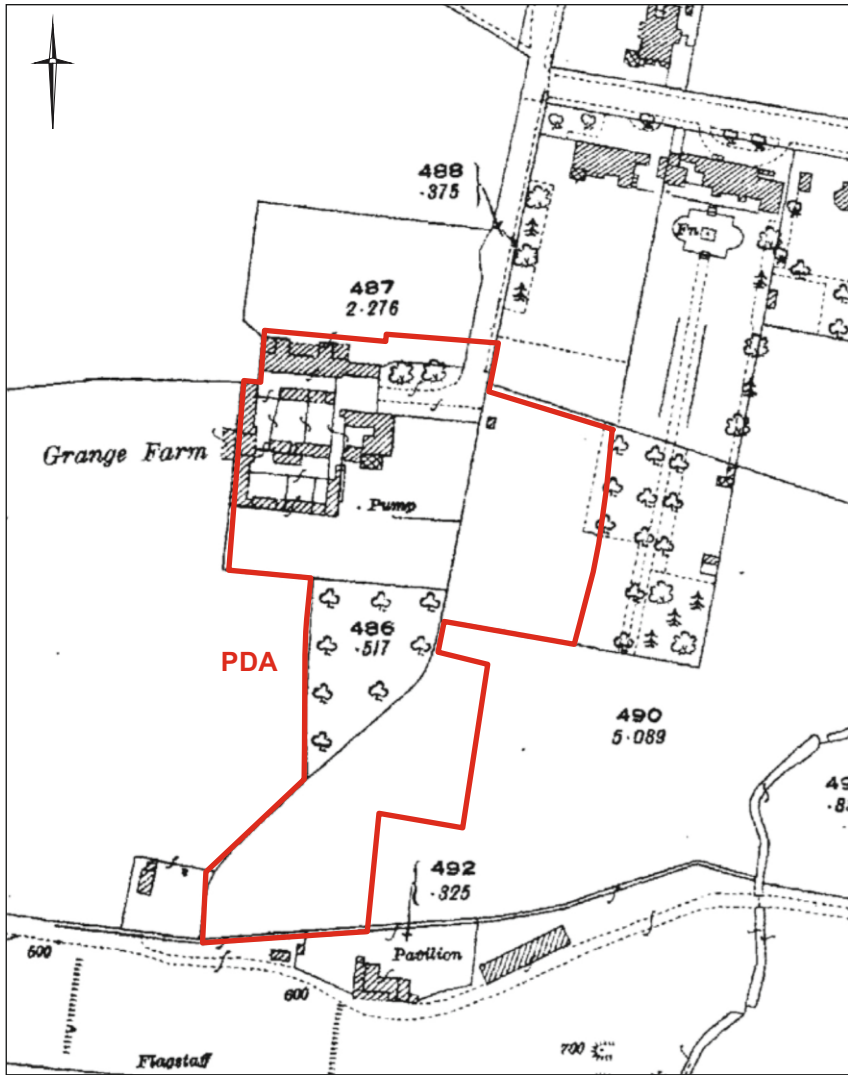 488
·375
Fn
487
2·276
Grange Farm
Pump
486
·517
PDA
490
5·089
492
·325
Pavilion
600
600
700
Flagstaff